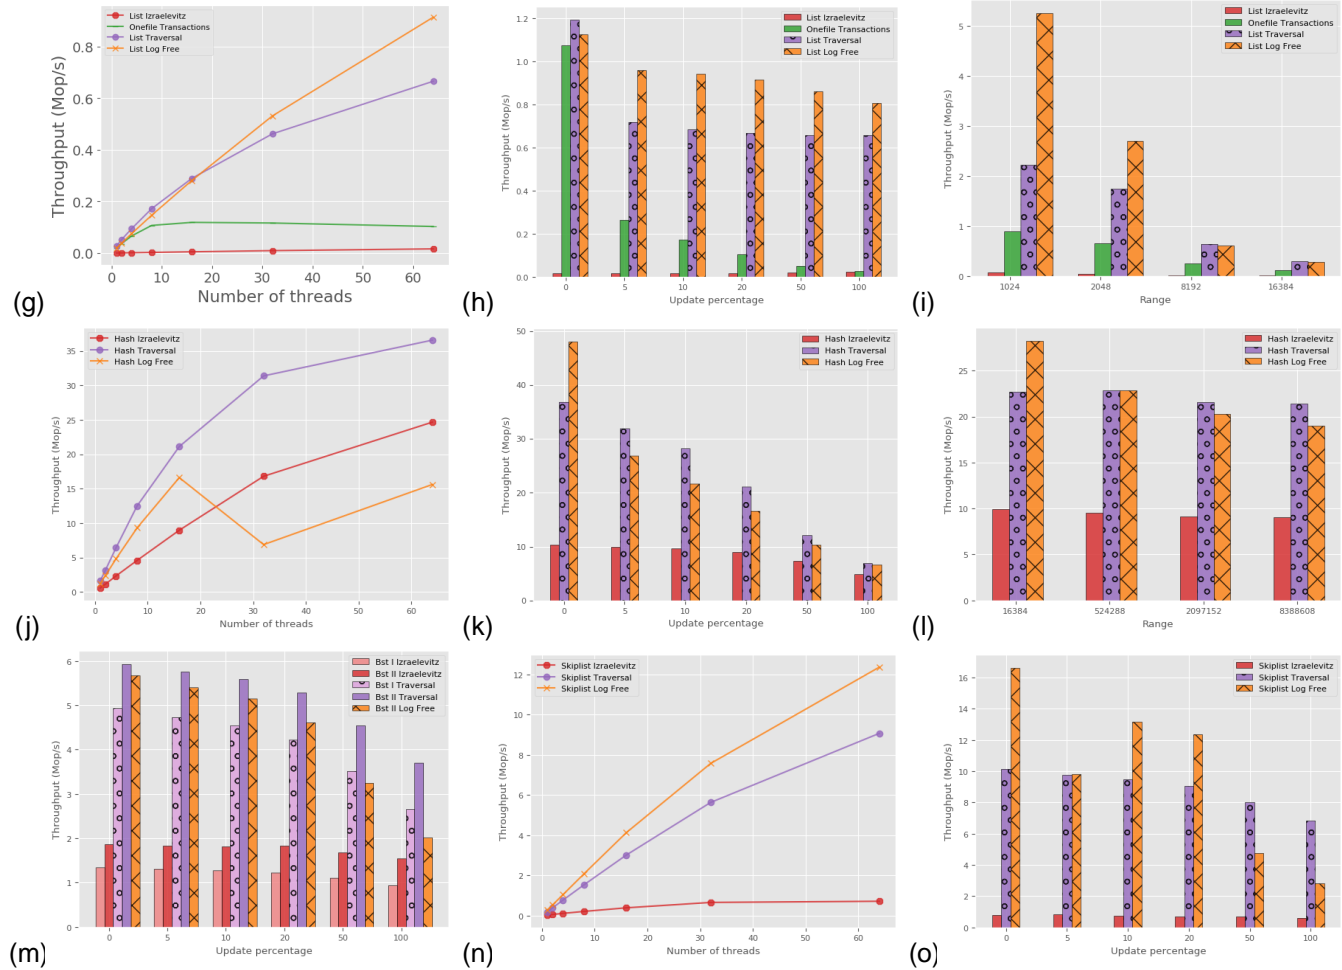 List Izraelevitz
Onefile Transactions
List Traversal
List Log Free
0.8
0.6
0.4
0.2
0.0
Throughput (Mop/s)
0 10 20 30 40 50 60
Number of threads
(g)
List Izraelevitz
Onefile Transactions
List Traversal
List Log Free
1.2
1.0
0.8
0.6
0.4
0.2
0.0
Throughput (Mop/s)
0 5 10 20 50 100
Update percentage
(h)
List Izraelevitz
Onefile Transactions
List Traversal
List Log Free
5
4
3
2
1
0
Throughput (Mop/s)
1024 2048 8192 16384
Range
(i)
Hash Izraelevitz
Hash Traversal
Hash Log Free
35
30
25
20
15
10
5
0
Throughput (Mop/s)
0 10 20 30 40 50 60
Number of threads
(j)
Hash Izraelevitz
Hash Traversal
Hash Log Free
50
40
30
20
10
0
Throughput (Mop/s)
0 5 10 20 50 100
Update percentage
(k)
Hash Izraelevitz
Hash Traversal
Hash Log Free
25
20
15
10
5
0
Throughput (Mop/s)
16384 524288 2097152 8388608
Range
(l)
Bst I Izraelevitz
Bst II Izraelevitz
Bst I Traversal
Bst II Traversal
Bst II Log Free
6
5
4
3
2
1
0
Throughput (Mop/s)
0 5 10 20 50 100
Update percentage
(m)
Skiplist Izraelevitz
Skiplist Traversal
Skiplist Log Free
12
10
8
6
4
2
0
Throughput (Mop/s)
0 10 20 30 40 50 60
Number of threads
(n)
Skiplist Izraelevitz
Skiplist Traversal
Skiplist Log Free
16
14
12
10
8
6
4
2
0
Throughput (Mop/s)
0 5 10 20 50 100
Update percentage
(o)